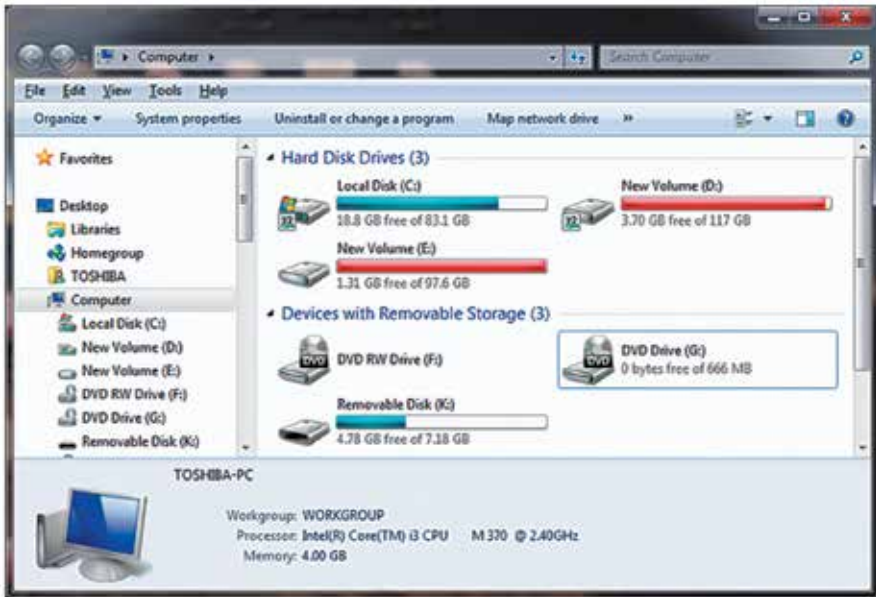 Computer
Search Computer
File Edit View Tools Help
Organize System properties Uninstall or change a program Map network drive »
Favorites
Desktop
Libraries
Homegroup
TOSHIBA
Computer
Local Disk (C:)
New Volume (D:)
New Volume (E:)
DVD RW Drive (F:)
DVD Drive (G:)
Removable Disk (K:)
Hard Disk Drives (3)
Local Disk (C:)
18.8 GB free of 83.1 GB
New Volume (D:)
3.70 GB free of 117 GB
New Volume (E:)
1.31 GB free of 97.6 GB
Devices with Removable Storage (3)
DVD RW Drive (F:)
DVD Drive (G:)
0 bytes free of 666 MB
Removable Disk (K:)
4.78 GB free of 7.18 GB
TOSHIBA-PC
Workgroup: WORKGROUP
Processor: Intel(R) Core(TM) i3 CPU M 370 @ 2.40GHz
Memory: 4.00 GB